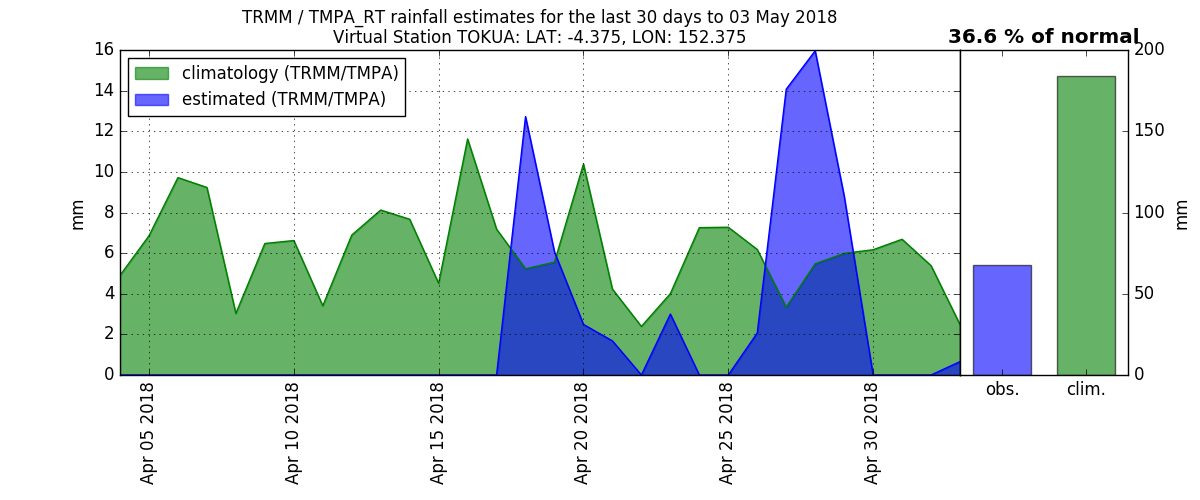 TRMM / TMPA_RT rainfall estimates for the last 30 days to 03 May 2018
Virtual Station TOKUA: LAT: -4.375, LON: 152.375
36.6 % of normal
climatology (TRMM/TMPA)
estimated (TRMM/TMPA)
16
14
12
10
8
6
4
2
0
mm
Apr 05 2018
Apr 10 2018
Apr 15 2018
Apr 20 2018
Apr 25 2018
Apr 30 2018
200
150
100
50
0
mm
obs.
clim.